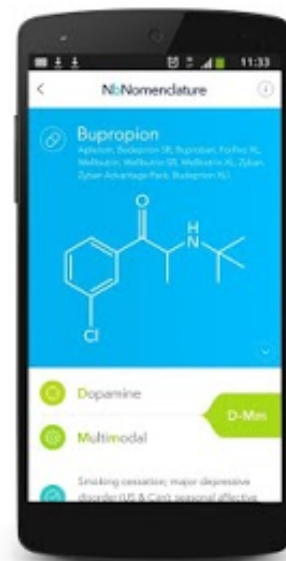 11:33
NbNomenclature
i
Bupropion
Aplenzin, Budeprion SR, Buproban, Forfivo XL,
Wellbutrin, Wellbutrin SR, Wellbutrin XL, Zyban,
Zyban Advantage Pack, Budeprion XL)
O
H
N
Cl
Dopamine
D-Mm
Multimodal
Smoking cessation; major depressive
disorder (US & Can); seasonal affective